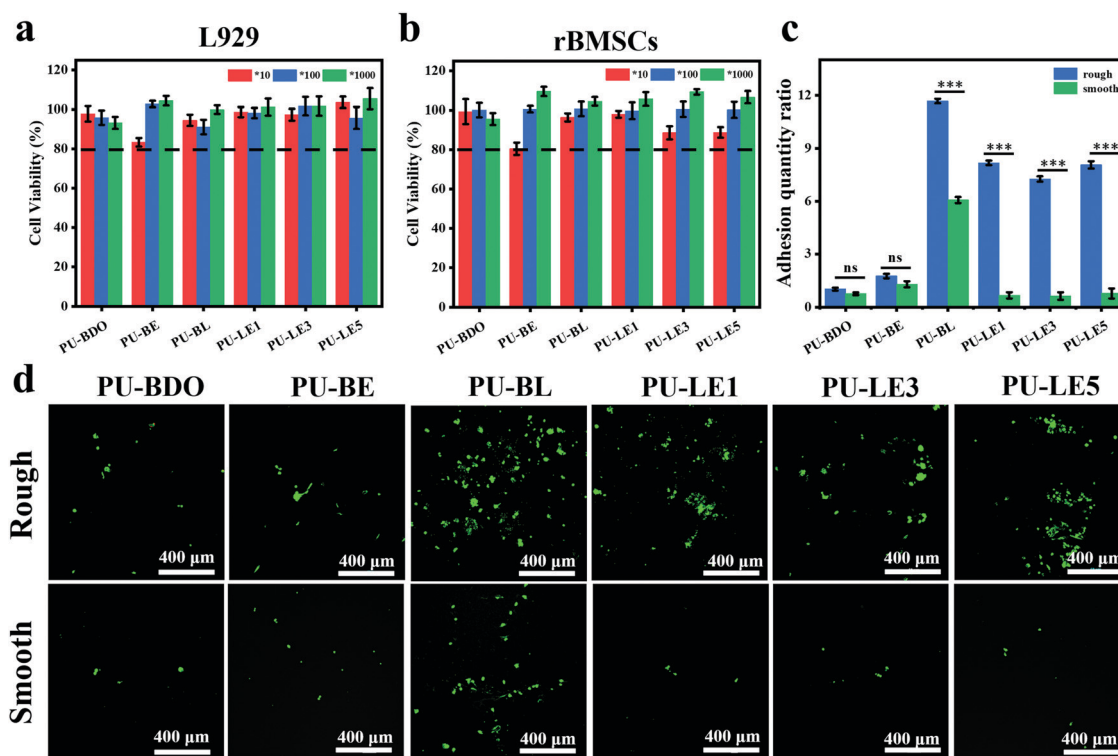 a
L929
*10
*100
*1000
Cell Viability (%)
120
100
80
60
40
20
0
PU-BDO
PU-BE
PU-BL
PU-LE1
PU-LE3
PU-LE5
b
rBMSCs
*10
*100
*1000
Cell Viability (%)
120
100
80
60
40
20
0
PU-BDO
PU-BE
PU-BL
PU-LE1
PU-LE3
PU-LE5
c
rough
smooth
Adhesion quantity ratio
12
9
6
3
0
ns
ns
***
***
***
***
PU-BDO
PU-BE
PU-BL
PU-LE1
PU-LE3
PU-LE5
d
PU-BDO PU-BE PU-BL PU-LE1 PU-LE3 PU-LE5
Rough
400 µm 400 µm 400 µm 400 µm 400 µm 400 µm
Smooth
400 µm 400 µm 400 µm 400 µm 400 µm 400 µm